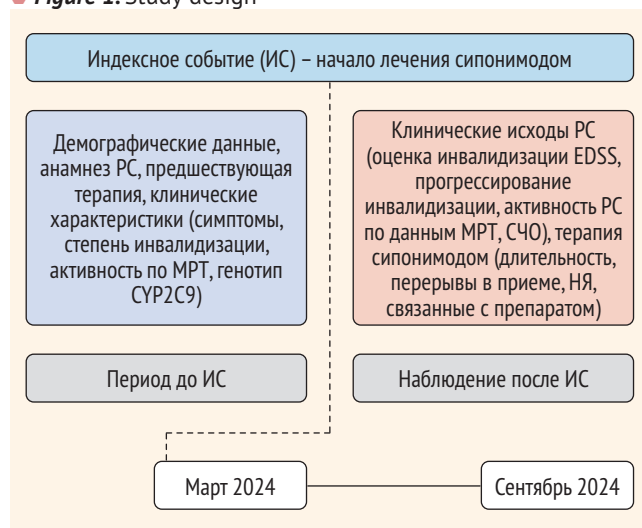 Figure 1. Study design
Индексное событие (ИС) – начало лечения сипонимодом
Демографические данные,
анамнез РС, предшествующая
терапия, клинические
характеристики (симптомы,
степень инвалидизации,
активность по МРТ, генотип
CYP2C9)
Клинические исходы РС
(оценка инвалидизации EDSS,
прогрессирование
инвалидизации, активность РС
по данным МРТ, СЧО), терапия
сипонимодом (длительность,
перерывы в приеме, НЯ,
связанные с препаратом)
Период до ИС
Наблюдение после ИС
Март 2024
Сентябрь 2024